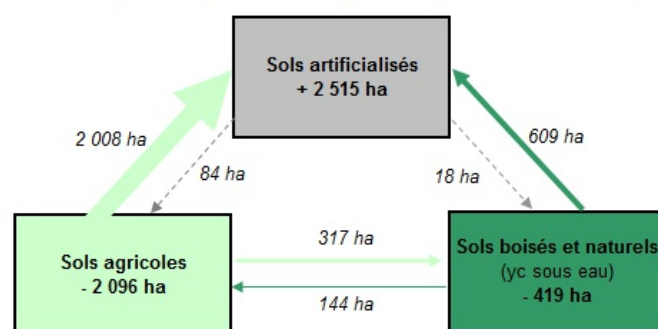 Sols artificialisés
+ 2 515 ha
2 008 ha
609 ha
84 ha
18 ha
Sols agricoles
- 2 096 ha
317 ha
144 ha
Sols boisés et naturels
(yc sous eau)
- 419 ha